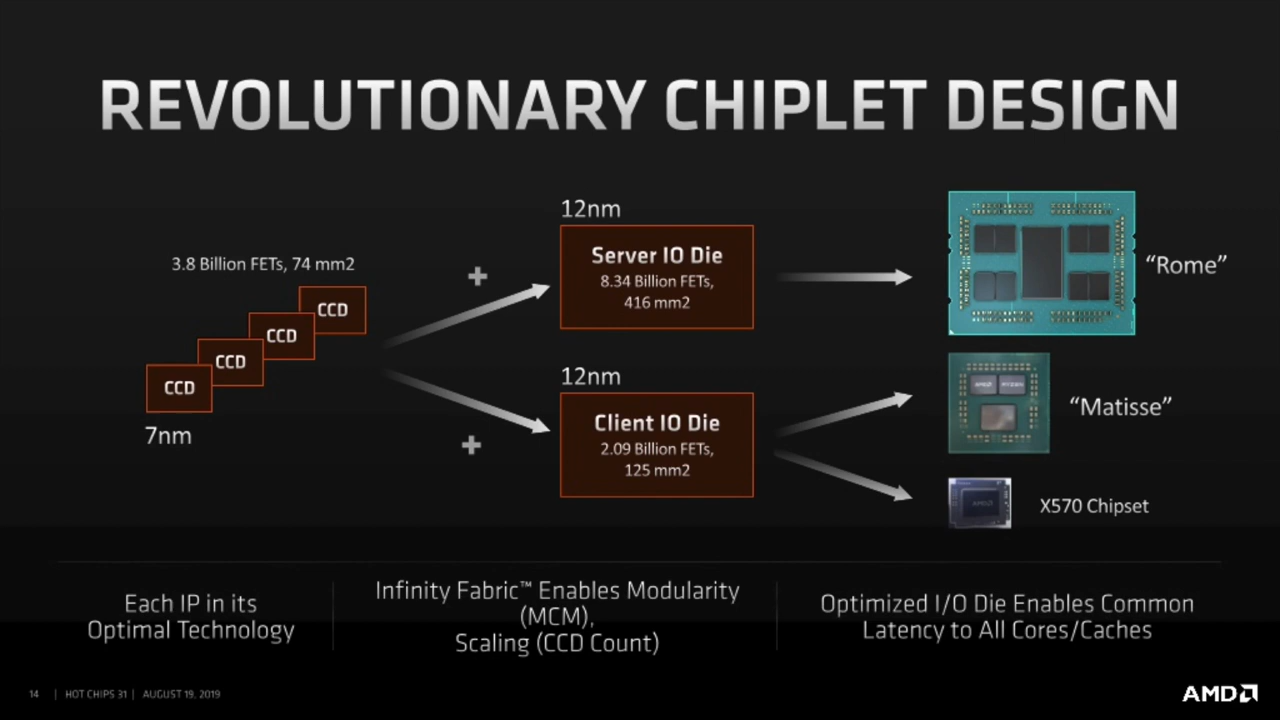 REVOLUTIONARY CHIPLET DESIGN
3.8 Billion FETs, 74 mm2
CCD
CCD
CCD
CCD
7nm
+
+
12nm
Server IO Die
8.34 Billion FETs,
416 mm2
12nm
Client IO Die
2.09 Billion FETs,
125 mm2
“Rome”
AMD
RYZEN
“Matisse”
AMD
X570 Chipset
Each IP in its
Optimal Technology
Infinity Fabric™ Enables Modularity
(MCM),
Scaling (CCD Count)
Optimized I/O Die Enables Common
Latency to All Cores/Caches
14 | HOT CHIPS 31 | AUGUST 19, 2019
AMD